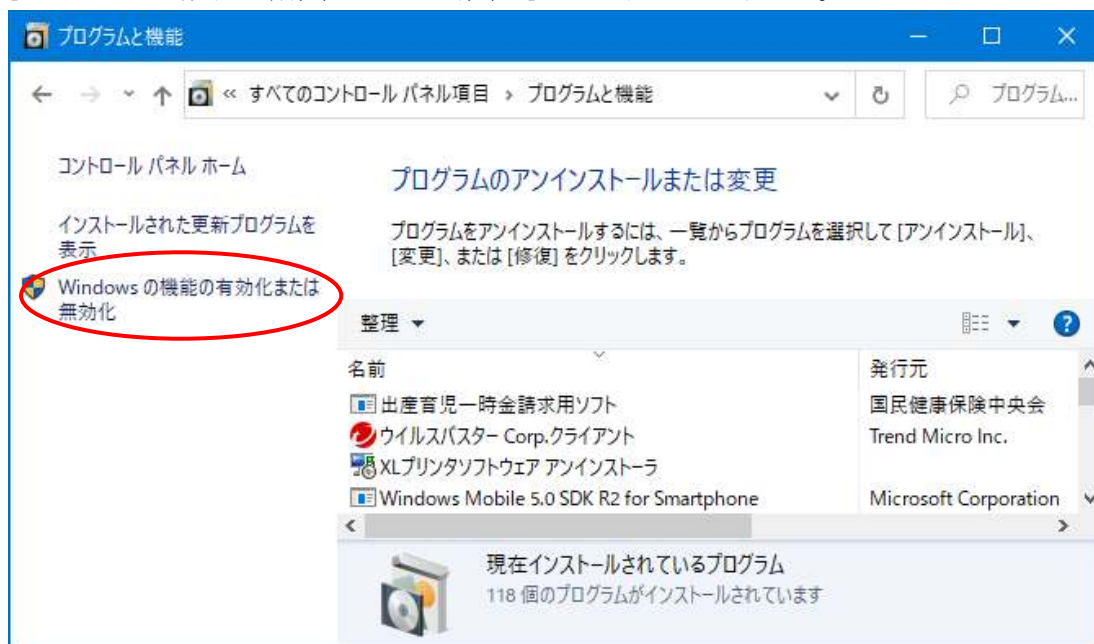 プログラムと機能
« すべてのコントロール パネル項目 › プログラムと機能
プログラム...
コントロール パネル ホーム
インストールされた更新プログラムを
表示
Windows の機能の有効化または
無効化
プログラムのアンインストールまたは変更
プログラムをアンインストールするには、一覧からプログラムを選択して [アンインストール]、
[変更]、または [修復] をクリックします。
整理
名前 発行元
出産育児一時金請求用ソフト 国民健康保険中央会
ウイルスバスター Corp.クライアント Trend Micro Inc.
XLプリンタソフトウェア アンインストーラ
Windows Mobile 5.0 SDK R2 for Smartphone Microsoft Corporation
現在インストールされているプログラム
118 個のプログラムがインストールされています